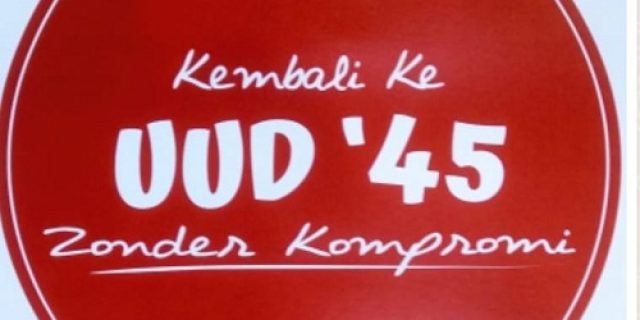 Kembali Ke
UUD '45
Zonder Kompromi